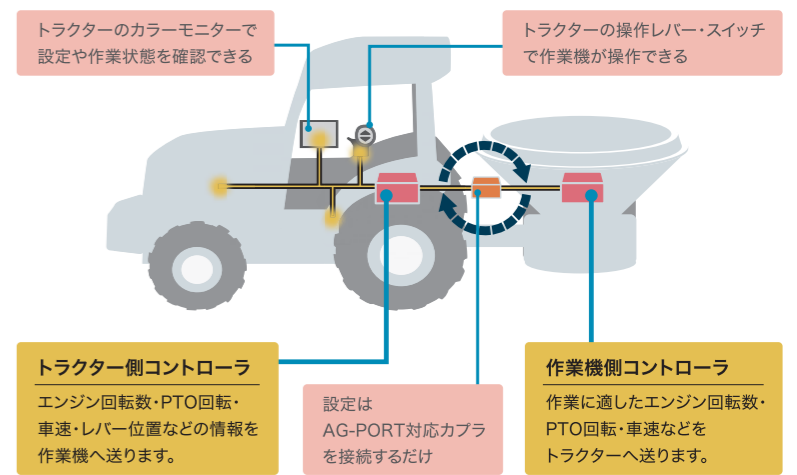 トラクターのカラーモニターで
設定や作業状態を確認できる
トラクターの操作レバー・スイッチ
で作業機が操作できる
トラクター側コントローラ
エンジン回転数・PTO回転・
車速・レバー位置などの情報を
作業機へ送ります。
設定は
AG-PORT対応カプラ
を接続するだけ
作業機側コントローラ
作業に適したエンジン回転数・
PTO回転・車速などを
トラクターへ送ります。